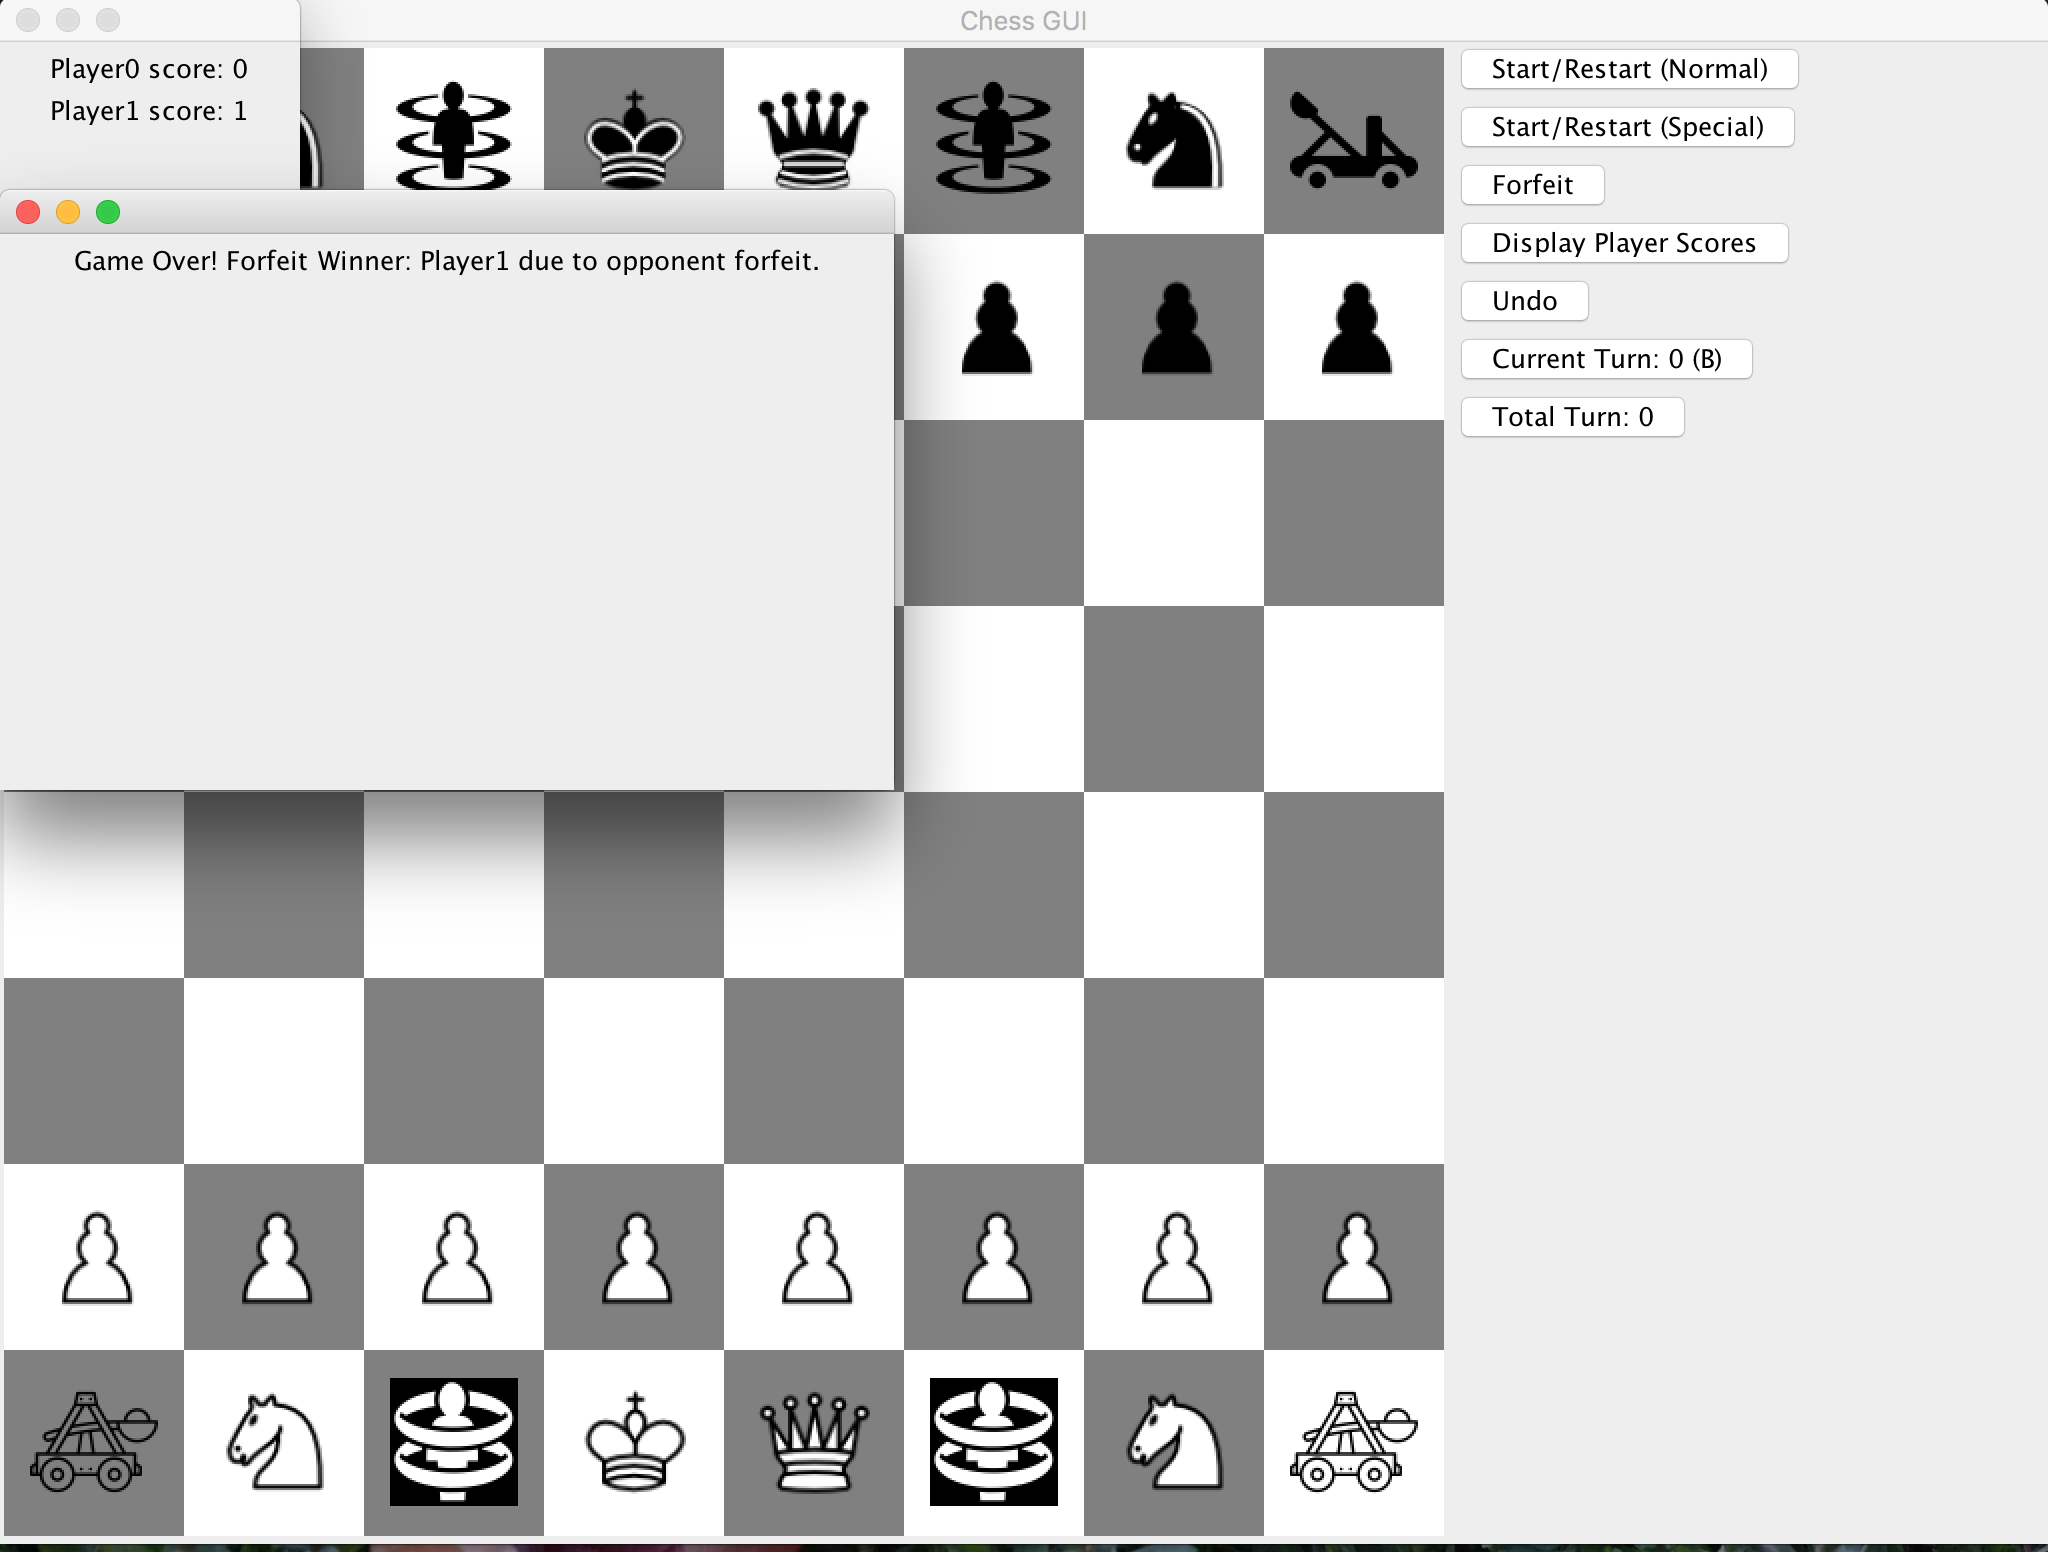 Chess GUI
Player0 score: 0
Player1 score: 1
Game Over! Forfeit Winner: Player1 due to opponent forfeit.
Start/Restart (Normal)
Start/Restart (Special)
Forfeit
Display Player Scores
Undo
Current Turn: 0 (B)
Total Turn: 0